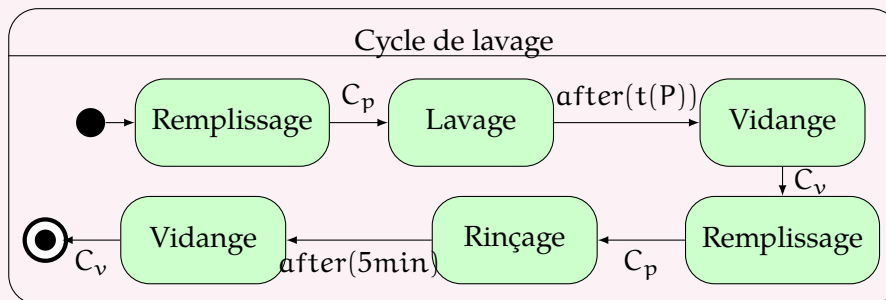 Cycle de lavage
Remplissage
C_p
Lavage
after(t(P))
Vidange
C_v
Remplissage
C_p
Rinçage
after(5min)
Vidange
C_v